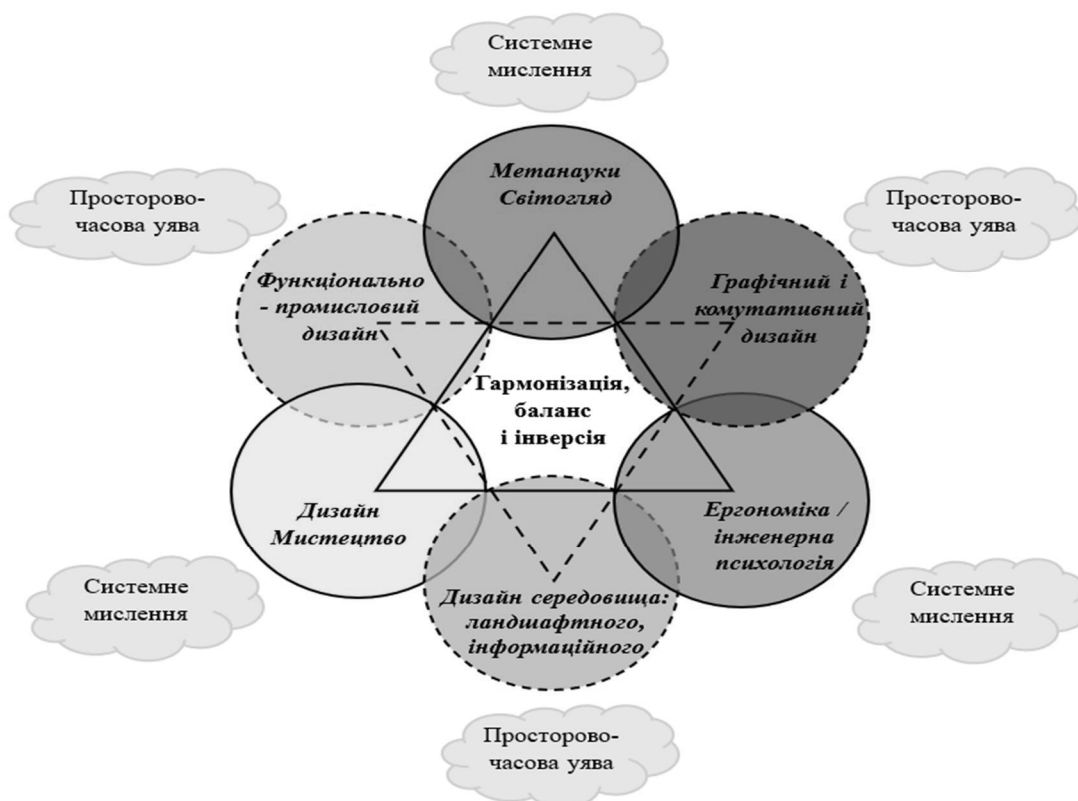 Системне
мислення
Просторово-
часова уява
Просторово-
часова уява
Метанауки
Світогляд
Функціонально
- промисловий
дизайн
Графічний і
комутативний
дизайн
Гармонізація,
баланс
і інверсія
Дизайн
Мистецтво
Ергономіка /
інженерна
психологія
Дизайн середовища:
ландшафтного,
інформаційного
Системне
мислення
Системне
мислення
Просторово-
часова уява